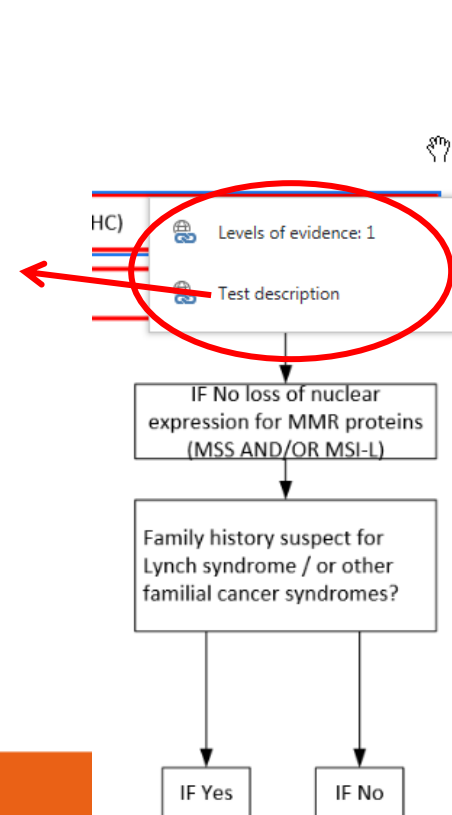 HC)
Levels of evidence: 1
Test description
IF No loss of nuclear
expression for MMR proteins
(MSS AND/OR MSI-L)
Family history suspect for
Lynch syndrome / or other
familial cancer syndromes?
IF Yes
IF No